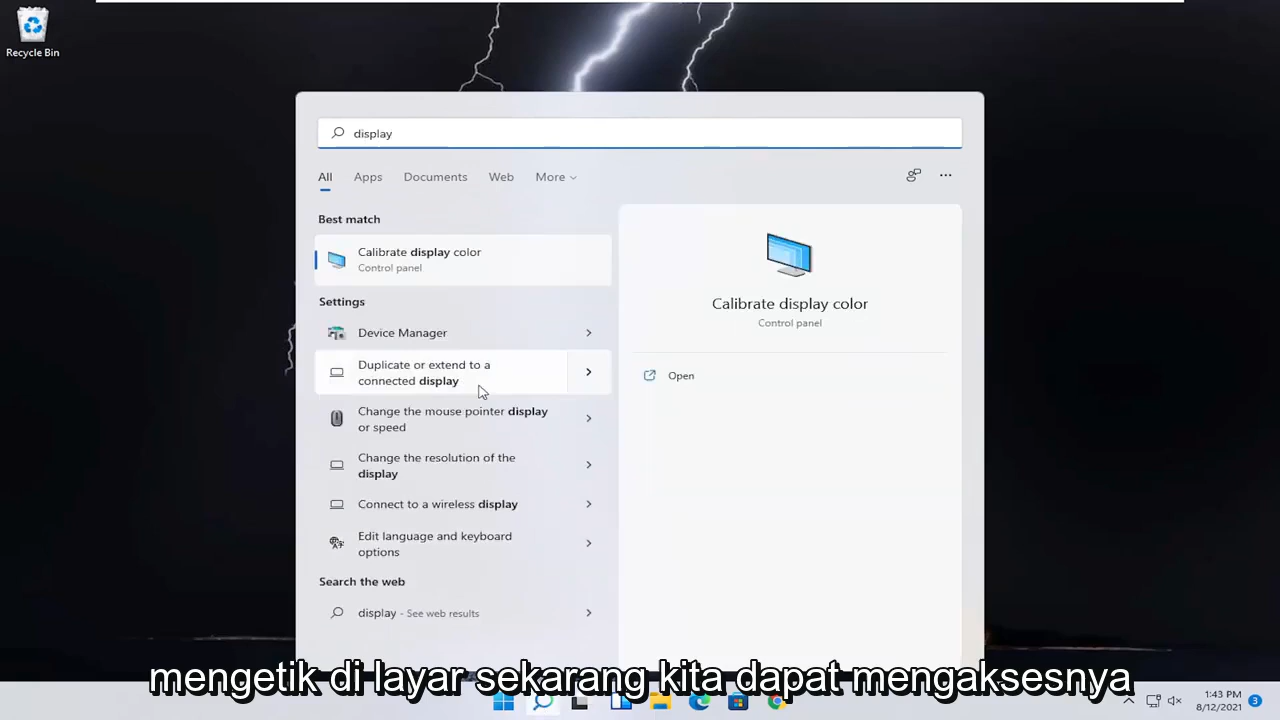 Recycle Bin
display
All Apps Documents Web More
Best match
Calibrate display color
Control panel
Settings
Device Manager
Duplicate or extend to a
connected display
Change the mouse pointer display
or speed
Change the resolution of the
display
Connect to a wireless display
Edit language and keyboard
options
Search the web
display - See web results
Calibrate display color
Control panel
Open
mengetik di layar sekarang kita dapat mengaksesnya
1:43 PM
8/12/2021
3